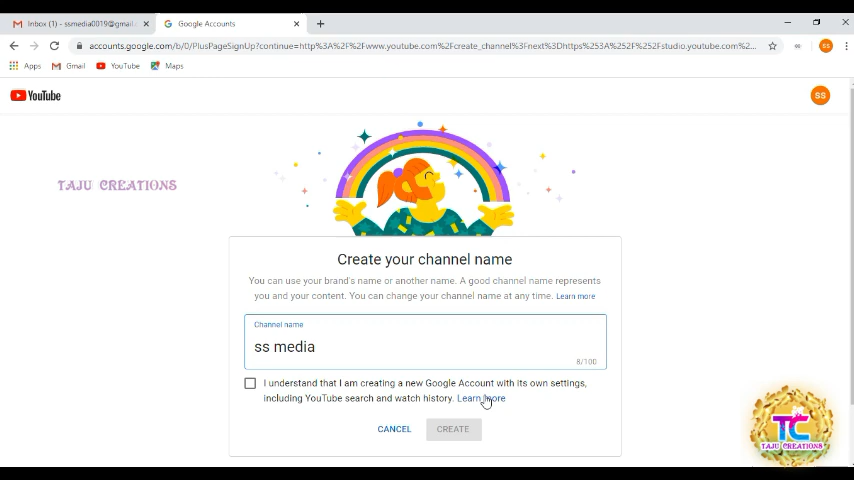 Inbox (1) - ssmedia0019@gmail.c
Google Accounts
accounts.google.com/b/0/PlusPageSignUp?continue=http%3A%2F%2Fwww.youtube.com%2Fcreate_channel%3Fnext%3Dhttps%253A%252F%252Fstudio.youtube.com%2...
SS
Apps
Gmail
YouTube
Maps
YouTube
SS
TAJU CREATIONS
Create your channel name
You can use your brand's name or another name. A good channel name represents
you and your content. You can change your channel name at any time. Learn more
Channel name
ss media
8/100
I understand that I am creating a new Google Account with its own settings,
including YouTube search and watch history. Learn more
CANCEL
CREATE
TC
TAJU CREATIONS